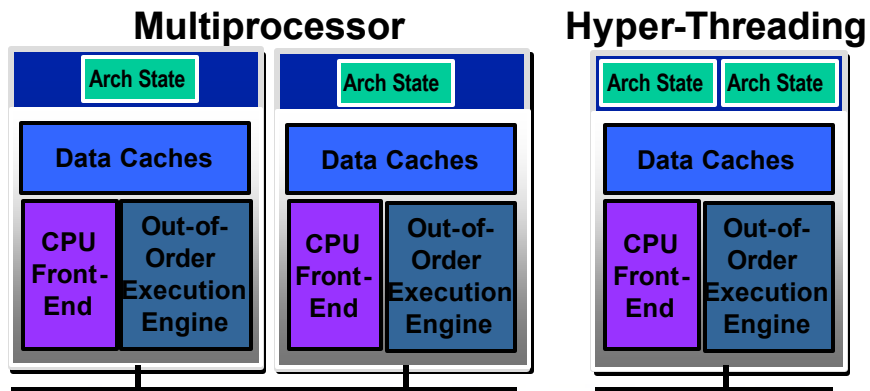 Multiprocessor
Hyper-Threading
Arch State
Arch State
Arch State
Arch State
Data Caches
Data Caches
Data Caches
CPU
Front-
End
Out-of-
Order
Execution
Engine
CPU
Front-
End
Out-of-
Order
Execution
Engine
CPU
Front-
End
Out-of-
Order
Execution
Engine